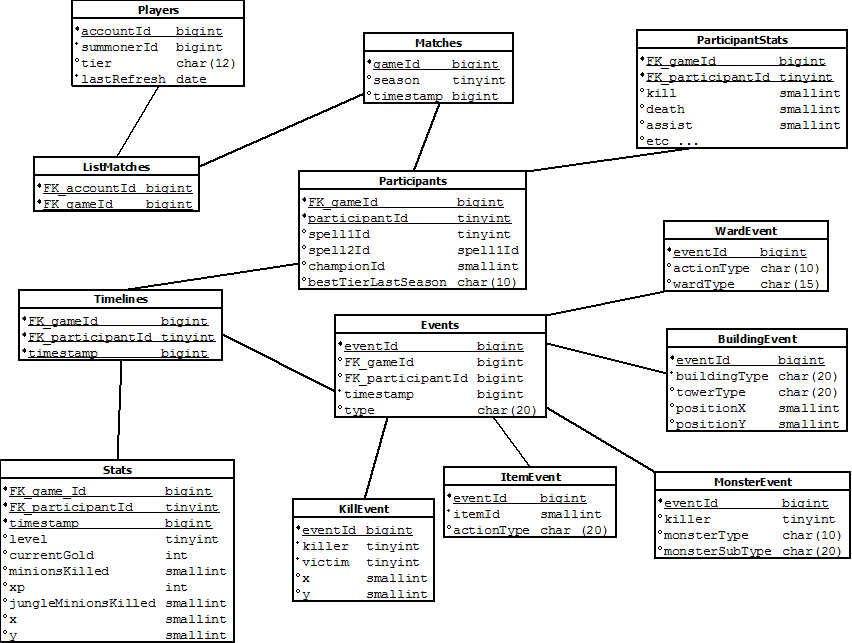 Players
accountId bigint
summonerId bigint
tier char(12)
lastRefresh date
Matches
gameId bigint
season tinyint
timestamp bigint
ParticipantStats
FK_gameId bigint
FK_participantId tinyint
kill smallint
death smallint
assist smallint
etc ...
ListMatches
FK_accountId bigint
FK_gameId bigint
Participants
FK_gameId bigint
participantId tinyint
spell1Id tinyint
spell2Id spell1Id
championId smallint
bestTierLastSeason char(10)
WardEvent
eventId bigint
actionType char(10)
wardType char(15)
Timelines
FK_gameId bigint
FK_participantId tinyint
timestamp bigint
Events
eventId bigint
FK_gameId bigint
FK_participantId bigint
timestamp bigint
type char(20)
BuildingEvent
eventId bigint
buildingType char(20)
towerType char(20)
positionX smallint
positionY smallint
Stats
FK_game_Id bigint
FK_participantId tinyint
timestamp bigint
level tinyint
currentGold int
minionsKilled smallint
xp int
jungleMinionsKilled smallint
x smallint
y smallint
KillEvent
eventId bigint
killer tinyint
victim tinyint
x smallint
y smallint
ItemEvent
eventId bigint
itemId smallint
actionType char (20)
MonsterEvent
eventId bigint
killer tinyint
monsterType char(10)
monsterSubType char(20)